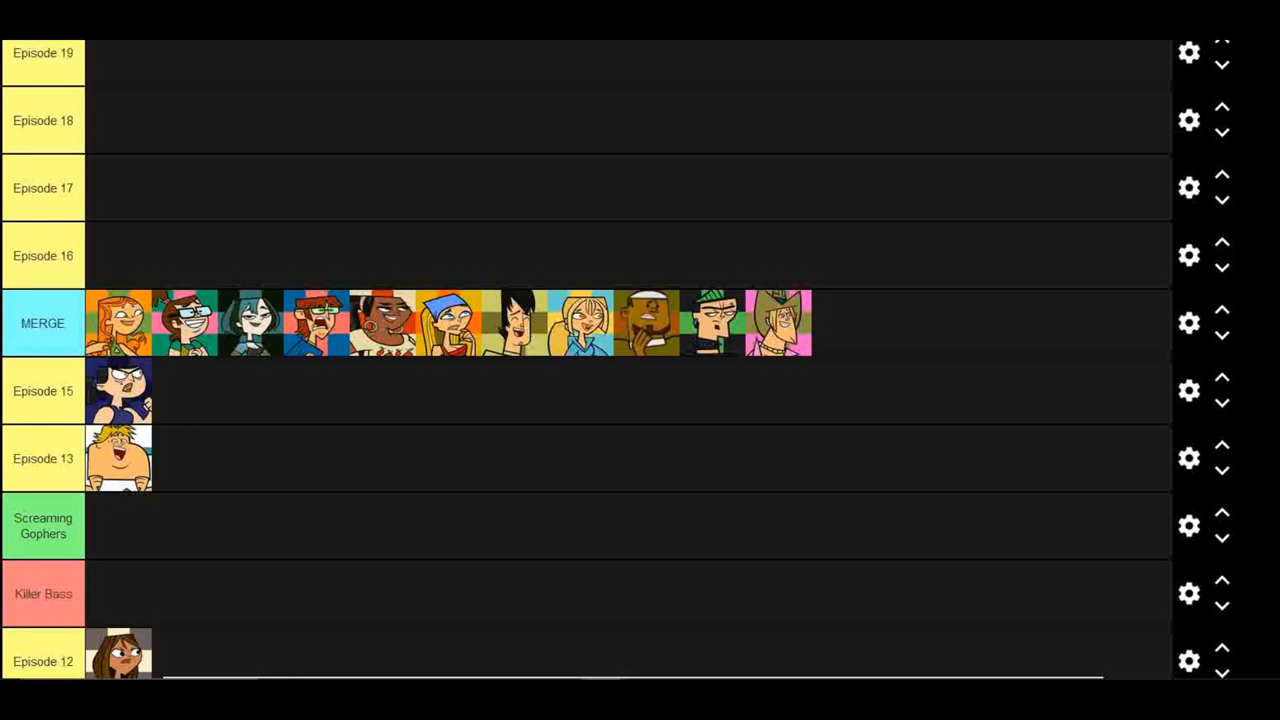 Episode 19
Episode 18
Episode 17
Episode 16
MERGE
Episode 15
Episode 13
Screaming
Gophers
Killer Bass
Episode 12